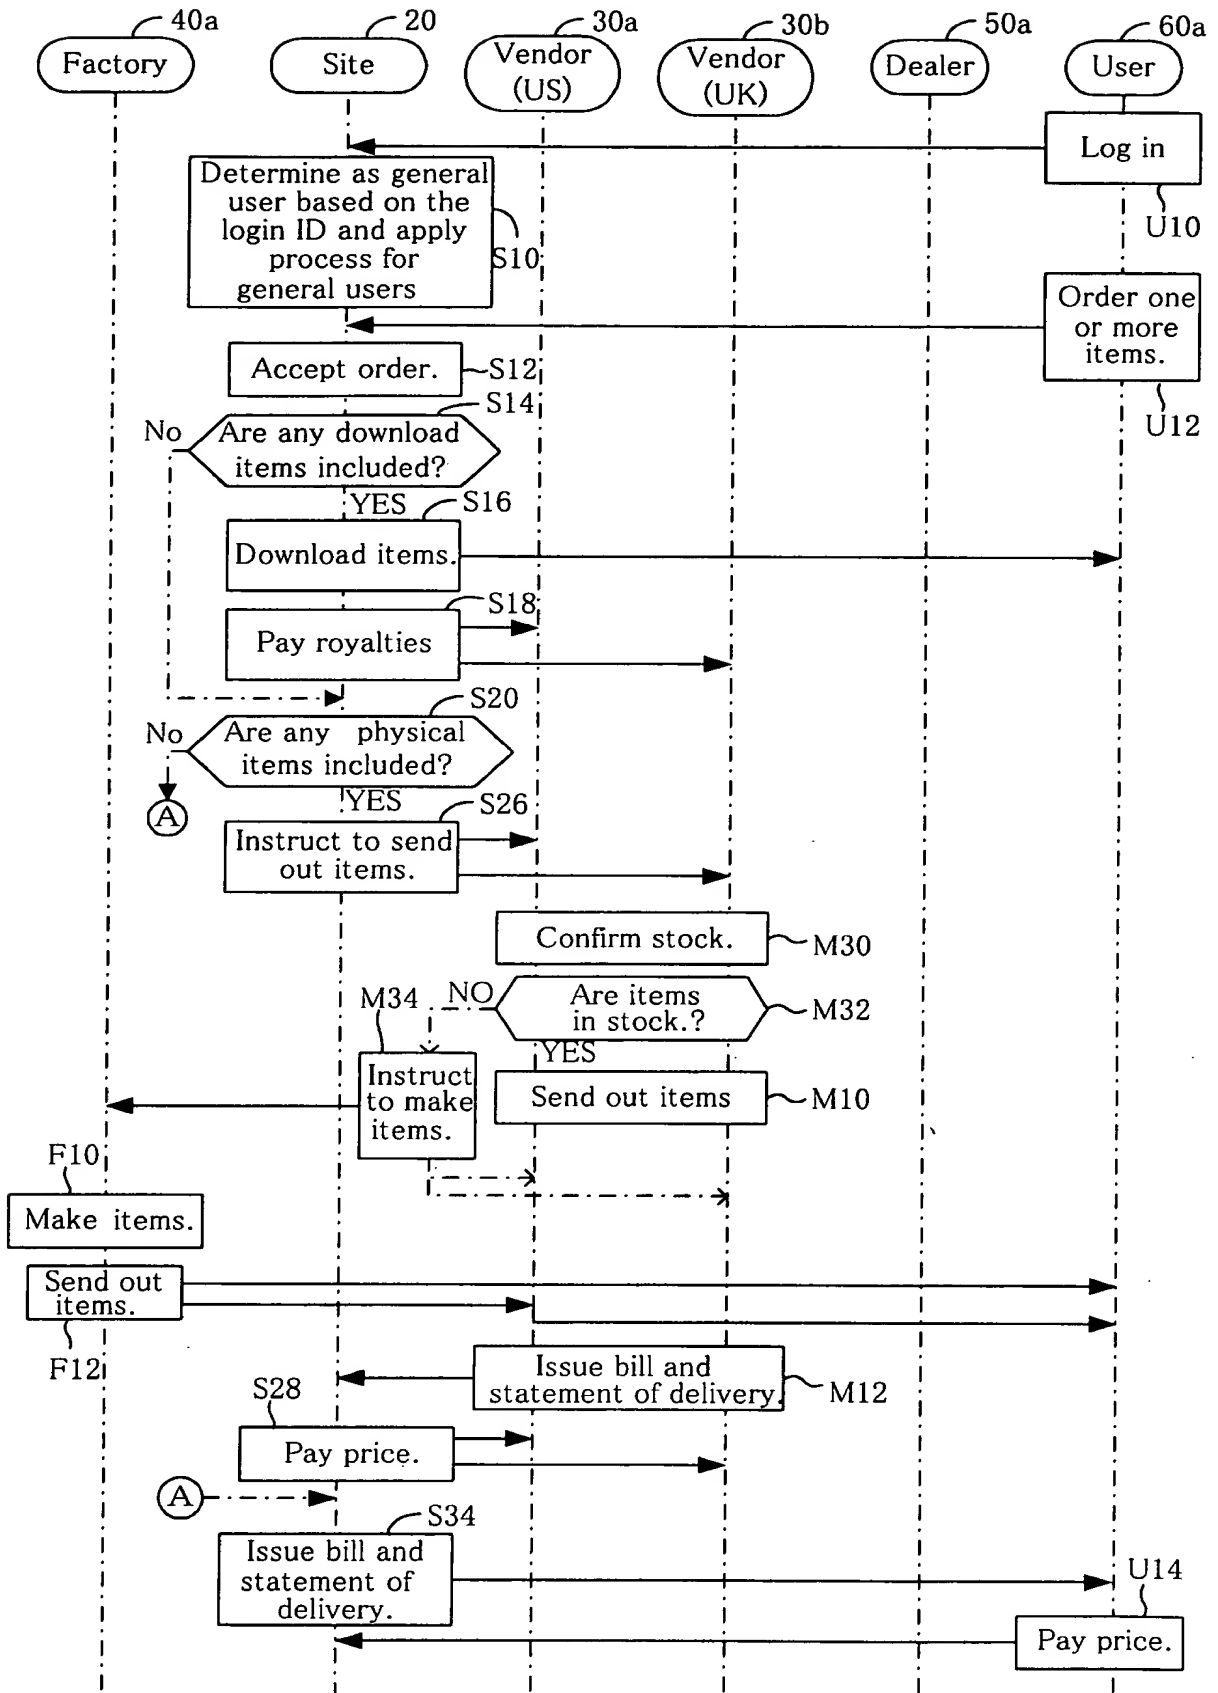 40a
20
30a
30b
50a
60a
Factory
Site
Vendor
(US)
Vendor
(UK)
Dealer
User
Log in
U10
Determine as general
user based on the
login ID and apply
process for
general users
S10
Order one
or more
items.
U12
Accept order.
S12
S14
No
Are any download
items included?
YES
S16
Download items.
S18
Pay royalties
S20
No
Are any physical
items included?
YES
A
S26
Instruct to send
out items.
Confirm stock.
M30
M34
NO
Are items
in stock.?
M32
YES
Instruct
to make
items.
Send out items
M10
F10
Make items.
Send out
items.
F12
Issue bill and
statement of delivery.
M12
S28
Pay price.
A
S34
Issue bill and
statement of
delivery.
U14
Pay price.